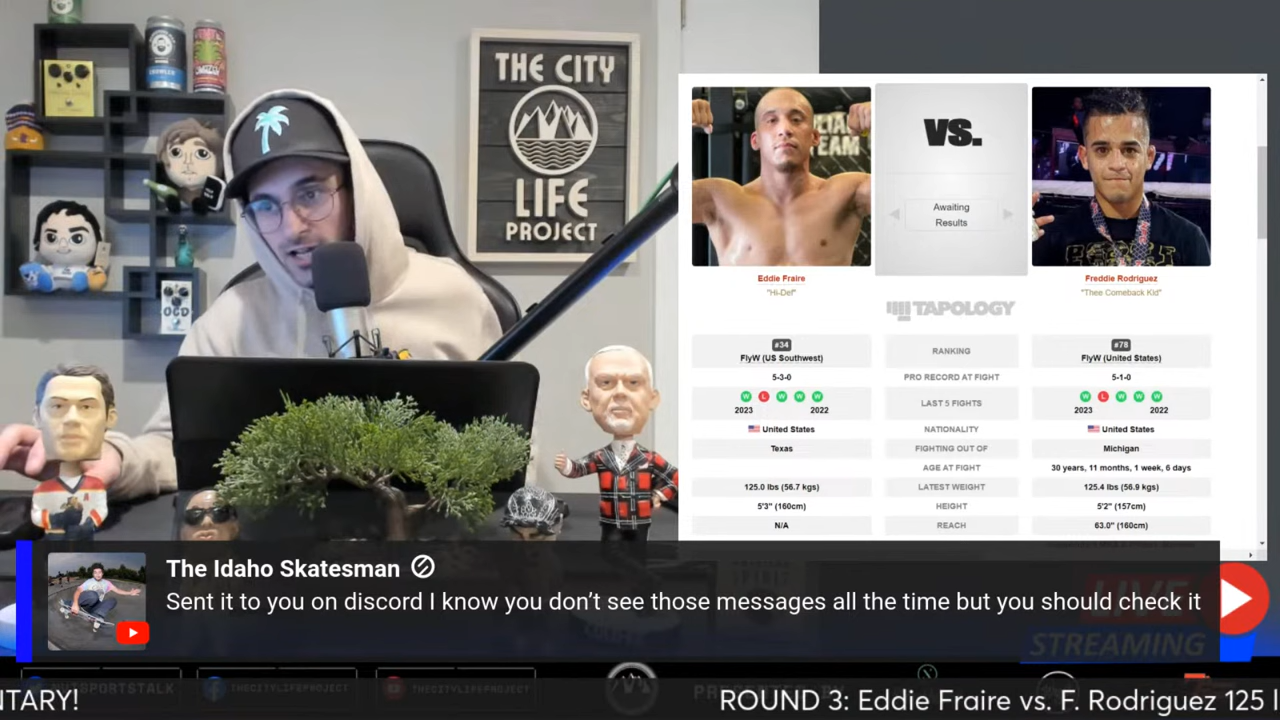 THE CITY
LIFE
PROJECT
OCD
VS.
Awaiting
Results
Eddie Fraire
"Hi-Def"
Freddie Rodriguez
"Thee Comeback Kid"
TAPOLOGY
#34
FlyW (US Southwest)
RANKING
#78
FlyW (United States)
5-3-0
PRO RECORD AT FIGHT
5-1-0
W L W W W
2023 2022
LAST 5 FIGHTS
W L W W W
2023 2022
United States
NATIONALITY
United States
Texas
FIGHTING OUT OF
Michigan
AGE AT FIGHT
30 years, 11 months, 1 week, 6 days
125.0 lbs (56.7 kgs)
LATEST WEIGHT
125.4 lbs (56.9 kgs)
5'3" (160cm)
HEIGHT
5'2" (157cm)
N/A
REACH
63.0" (160cm)
The Idaho Skatesman
Sent it to you on discord I know you don't see those messages all the time but you should check it
LIVE
STREAMING
THECITYLIFEPROJECT
THECITYLIFEPROJECT
NTARY!
ROUND 3: Eddie Fraire vs. F. Rodriguez 125 l